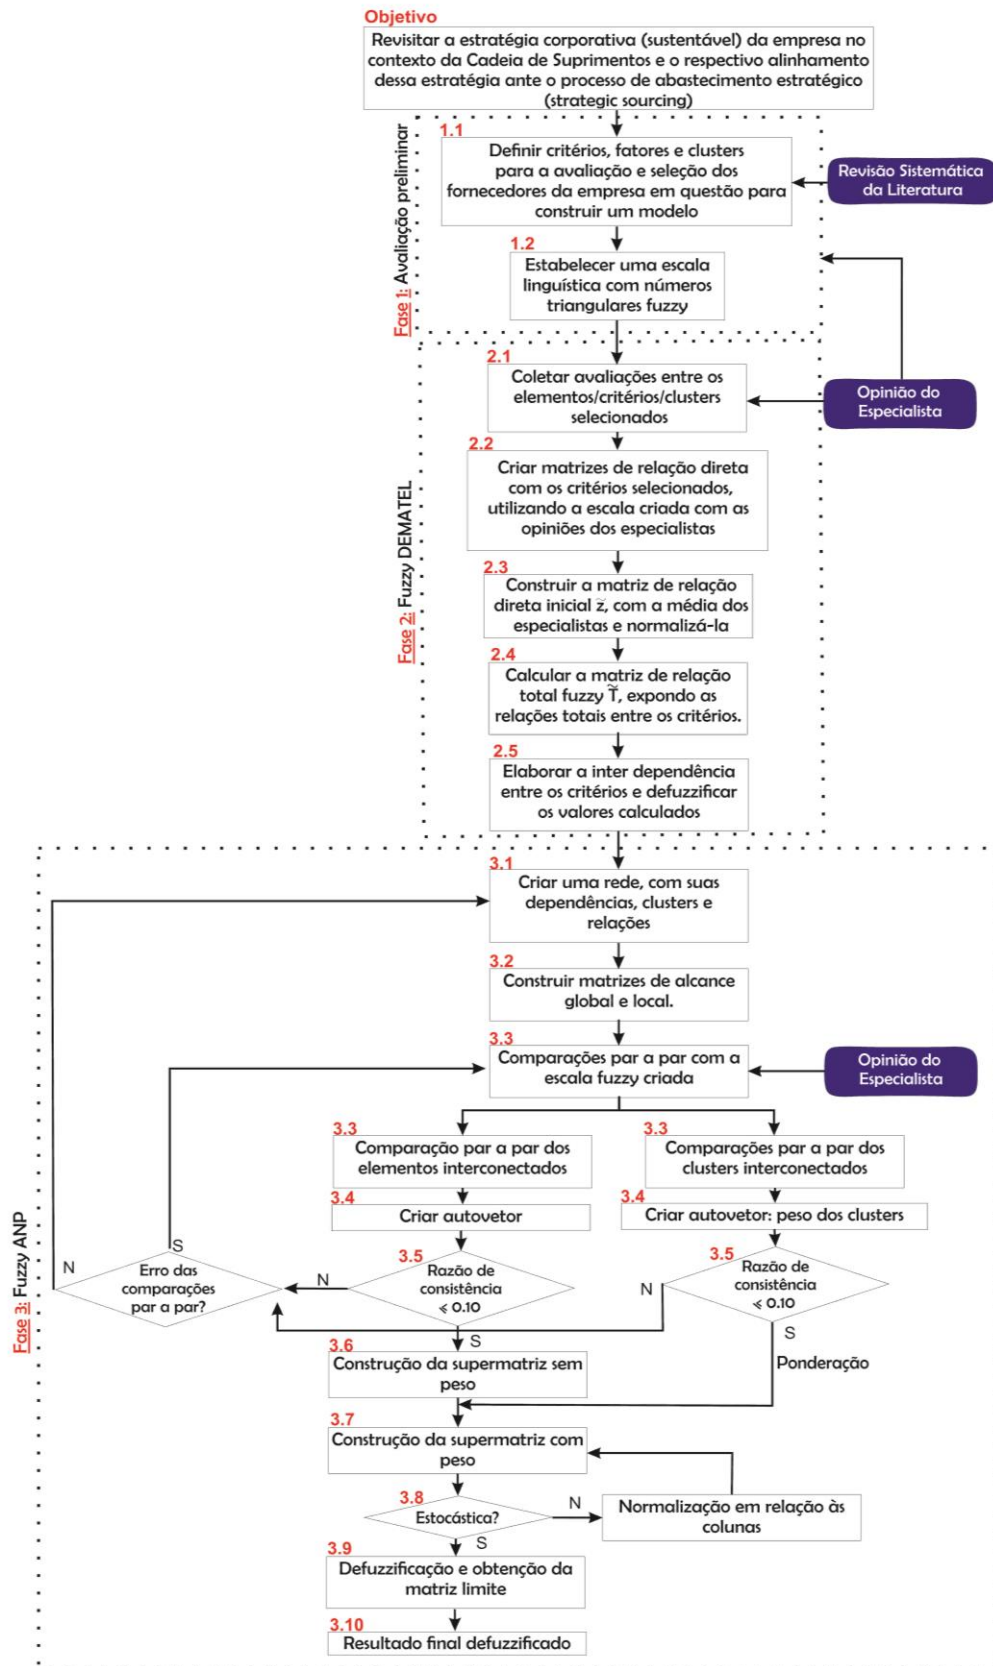 Objetivo
Revisitar a estratégia corporativa (sustentável) da empresa no
contexto da Cadeia de Suprimentos e o respectivo alinhamento
dessa estratégia ante o processo de abastecimento estratégico
(strategic sourcing)
Fase 1: Avaliação preliminar
1.1
Definir critérios, fatores e clusters
para a avaliação e seleção dos
fornecedores da empresa em questão para
construir um modelo
Revisão Sistemática
da Literatura
1.2
Estabelecer uma escala
linguística com números
triangulares fuzzy
Fase 2: Fuzzy DEMATEL
2.1
Coletar avaliações entre os
elementos/critérios/clusters
selecionados
Opinião do
Especialista
2.2
Criar matrizes de relação direta
com os critérios selecionados,
utilizando a escala criada com as
opiniões dos especialistas
2.3
Construir a matriz de relação
direta inicial z̃, com a média dos
especialistas e normalizá-la
2.4
Calcular a matriz de relação
total fuzzy T̃, expondo as
relações totais entre os critérios.
2.5
Elaborar a inter dependência
entre os critérios e defuzzificar
os valores calculados
Fase 3: Fuzzy ANP
3.1
Criar uma rede, com suas
dependências, clusters e
relações
3.2
Construir matrizes de alcance
global e local.
3.3
Comparações par a par com a
escala fuzzy criada
Opinião do
Especialista
3.3
Comparação par a par dos
elementos interconectados
3.3
Comparações par a par dos
clusters interconectados
3.4
Criar autovetor
3.4
Criar autovetor: peso dos clusters
N
S
Erro das
comparações
par a par?
N
3.5
Razão de
consistência
⩽ 0.10
N
3.5
Razão de
consistência
⩽ 0.10
S
S
Ponderação
3.6
Construção da supermatriz sem
peso
3.7
Construção da supermatriz com
peso
3.8
Estocástica?
N
Normalização em relação às
colunas
S
3.9
Defuzzificação e obtenção da
matriz limite
3.10
Resultado final defuzzificado